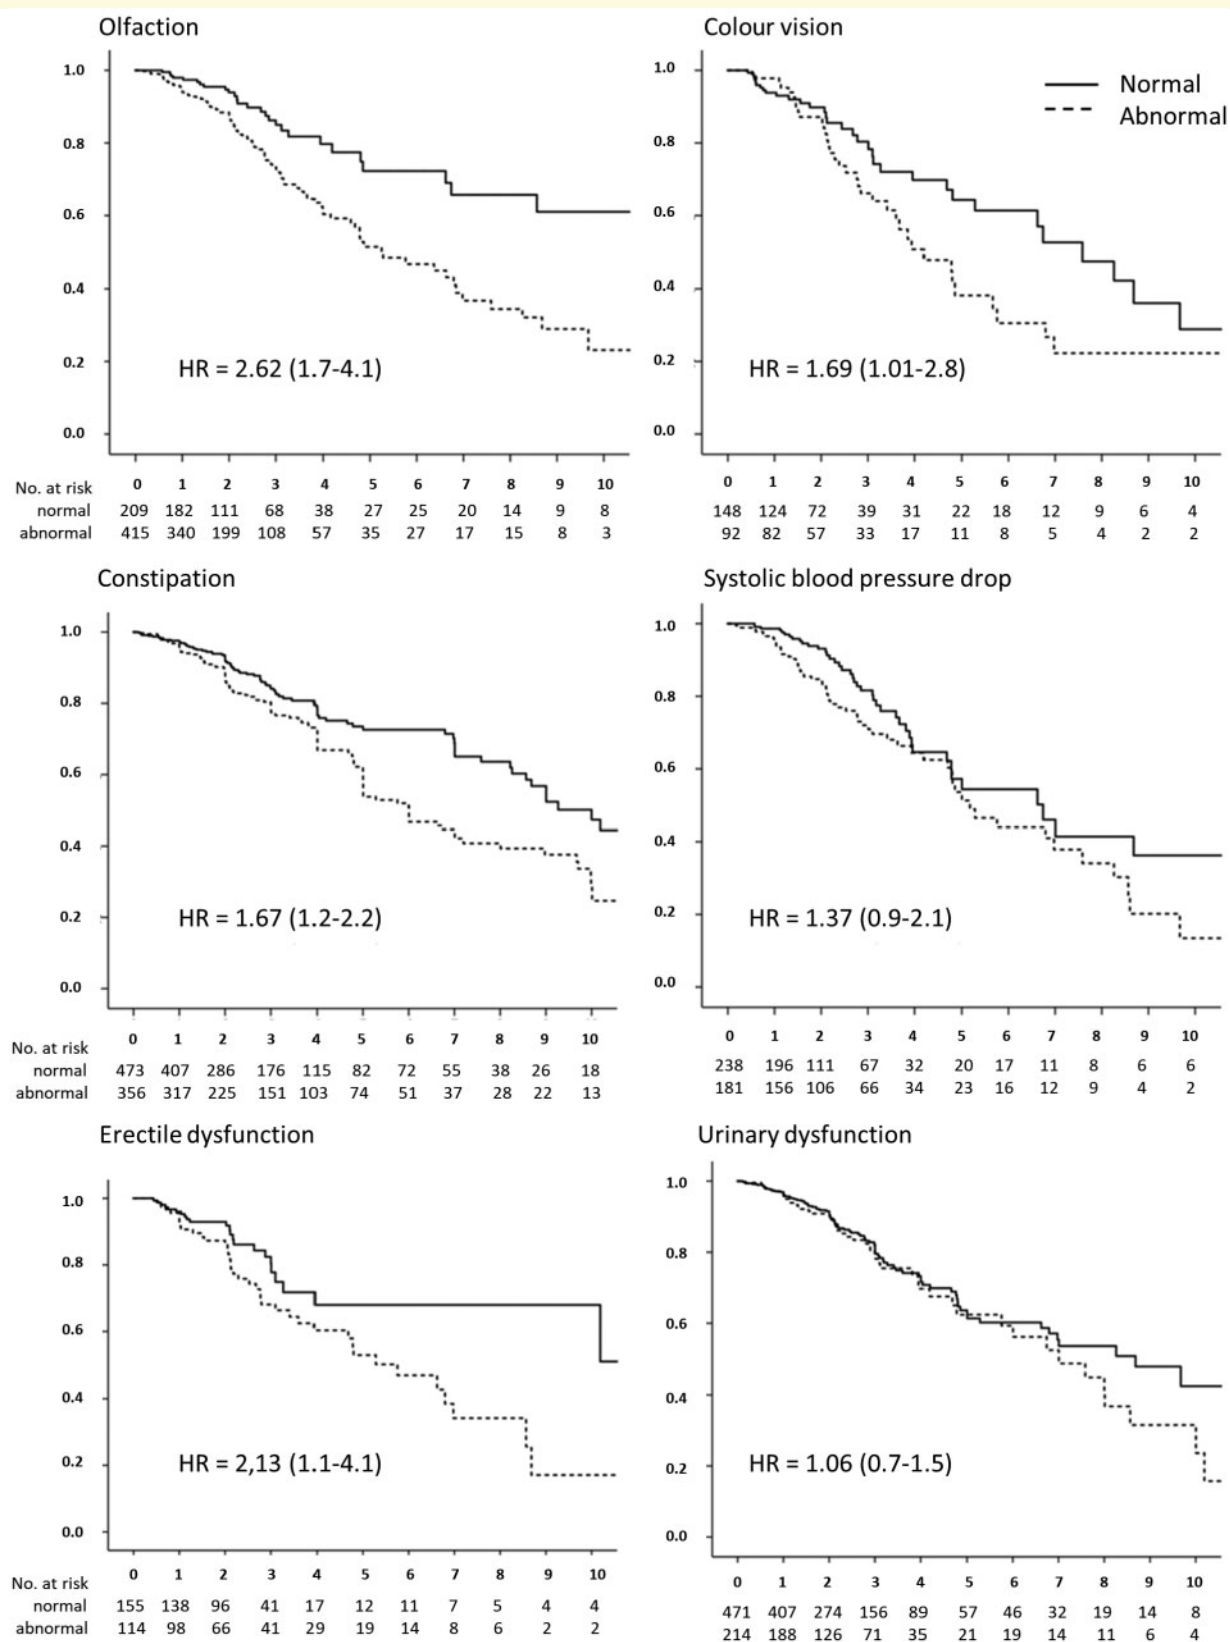 Olfaction
1.0
0.8
0.6
0.4
0.2
0.0
HR = 2.62 (1.7-4.1)
0 1 2 3 4 5 6 7 8 9 10
No. at risk
normal 209 182 111 68 38 27 25 20 14 9 8
abnormal 415 340 199 108 57 35 27 17 15 8 3
Colour vision
Normal
Abnormal
1.0
0.8
0.6
0.4
0.2
0.0
HR = 1.69 (1.01-2.8)
0 1 2 3 4 5 6 7 8 9 10
148 124 72 39 31 22 18 12 9 6 4
92 82 57 33 17 11 8 5 4 2 2
Constipation
1.0
0.8
0.6
0.4
0.2
0.0
HR = 1.67 (1.2-2.2)
0 1 2 3 4 5 6 7 8 9 10
No. at risk
normal 473 407 286 176 115 82 72 55 38 26 18
abnormal 356 317 225 151 103 74 51 37 28 22 13
Systolic blood pressure drop
1.0
0.8
0.6
0.4
0.2
0.0
HR = 1.37 (0.9-2.1)
0 1 2 3 4 5 6 7 8 9 10
238 196 111 67 32 20 17 11 8 6 6
181 156 106 66 34 23 16 12 9 4 2
Erectile dysfunction
1.0
0.8
0.6
0.4
0.2
0.0
HR = 2,13 (1.1-4.1)
0 1 2 3 4 5 6 7 8 9 10
No. at risk
normal 155 138 96 41 17 12 11 7 5 4 4
abnormal 114 98 66 41 29 19 14 8 6 2 2
Urinary dysfunction
1.0
0.8
0.6
0.4
0.2
0.0
HR = 1.06 (0.7-1.5)
0 1 2 3 4 5 6 7 8 9 10
471 407 274 156 89 57 46 32 19 14 8
214 188 126 71 35 21 19 14 11 6 4